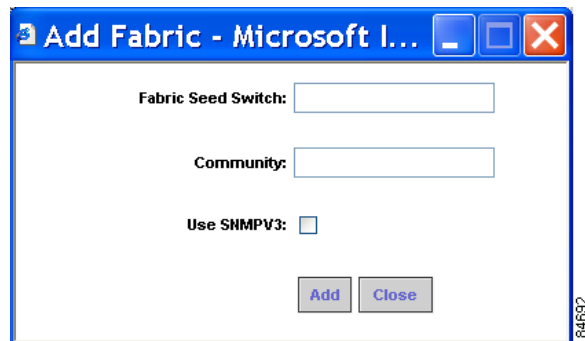 Add Fabric - Microsoft I...
Fabric Seed Switch:
Community:
Use SNMPV3:
Add Close
84692